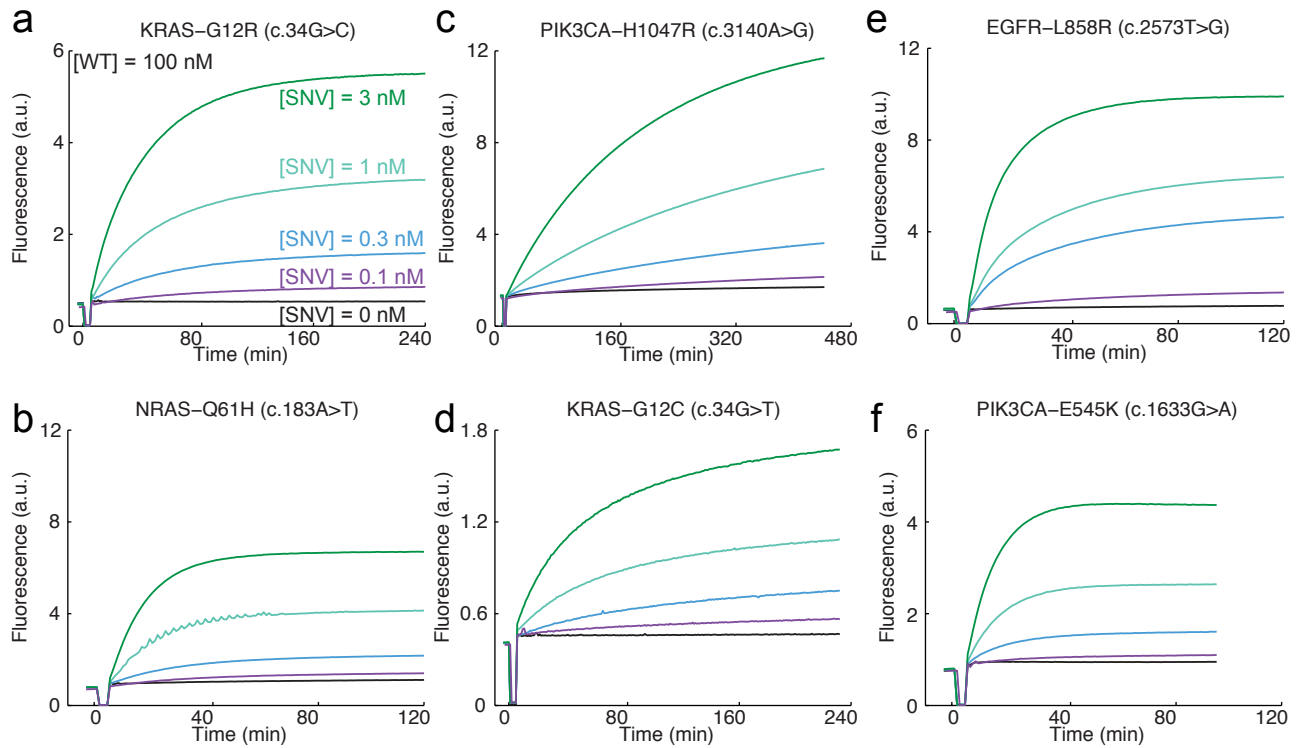 a
KRAS–G12R (c.34G>C)
[WT] = 100 nM
[SNV] = 3 nM
[SNV] = 1 nM
[SNV] = 0.3 nM
[SNV] = 0.1 nM
[SNV] = 0 nM
Fluorescence (a.u.)
6
4
2
0
0
120
240
Time (min)
c
PIK3CA–H1047R (c.3140A>G)
Fluorescence (a.u.)
12
8
4
0
0
160
320
480
Time (min)
e
EGFR–L858R (c.2573T>G)
Fluorescence (a.u.)
12
8
4
0
0
40
80
120
Time (min)
b
NRAS–Q61H (c.183A>T)
Fluorescence (a.u.)
12
8
4
0
0
40
80
120
Time (min)
d
KRAS–G12C (c.34G>T)
Fluorescence (a.u.)
1.8
1.2
0.6
0
0
80
160
240
Time (min)
f
PIK3CA–E545K (c.1633G>A)
Fluorescence (a.u.)
6
4
2
0
0
40
80
120
Time (min)